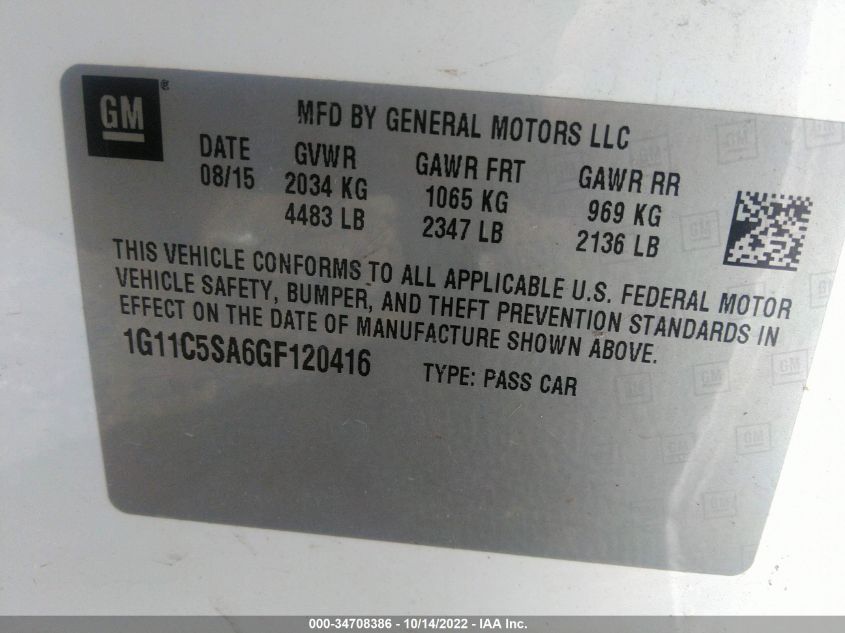 GM ®
MFD BY GENERAL MOTORS LLC
DATE GVWR GAWR FRT GAWR RR
08/15 2034 KG 1065 KG 969 KG
4483 LB 2347 LB 2136 LB
THIS VEHICLE CONFORMS TO ALL APPLICABLE U.S. FEDERAL MOTOR
VEHICLE SAFETY, BUMPER, AND THEFT PREVENTION STANDARDS IN
EFFECT ON THE DATE OF MANUFACTURE SHOWN ABOVE.
1G11C5SA6GF120416 TYPE: PASS CAR
000-34708386 - 10/14/2022 - IAA Inc.